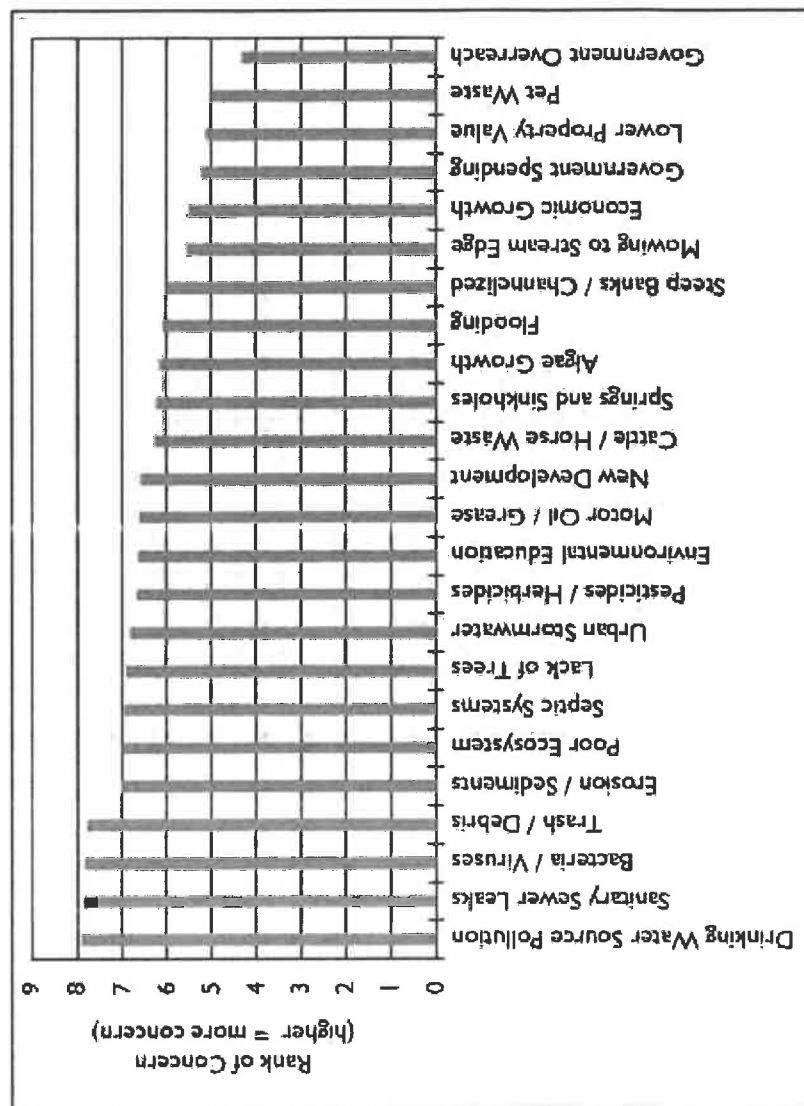 Rank of Concern
(higher = more concern)
0 1 2 3 4 5 6 7 8 9
Drinking Water Source Pollution
Sanitary Sewer Leaks
Bacteria / Viruses
Trash / Debris
Erosion / Sediments
Poor Ecosystem
Septic Systems
Lack of Trees
Urban Stormwater
Pesticides / Herbicides
Environmental Education
Motor Oil / Grease
New Development
Cattle / Horse Waste
Springs and Sinkholes
Algae Growth
Flooding
Steep Banks / Channelized
Mowing to Stream Edge
Economic Growth
Government Spending
Lower Property Value
Pet Waste
Government Overreach